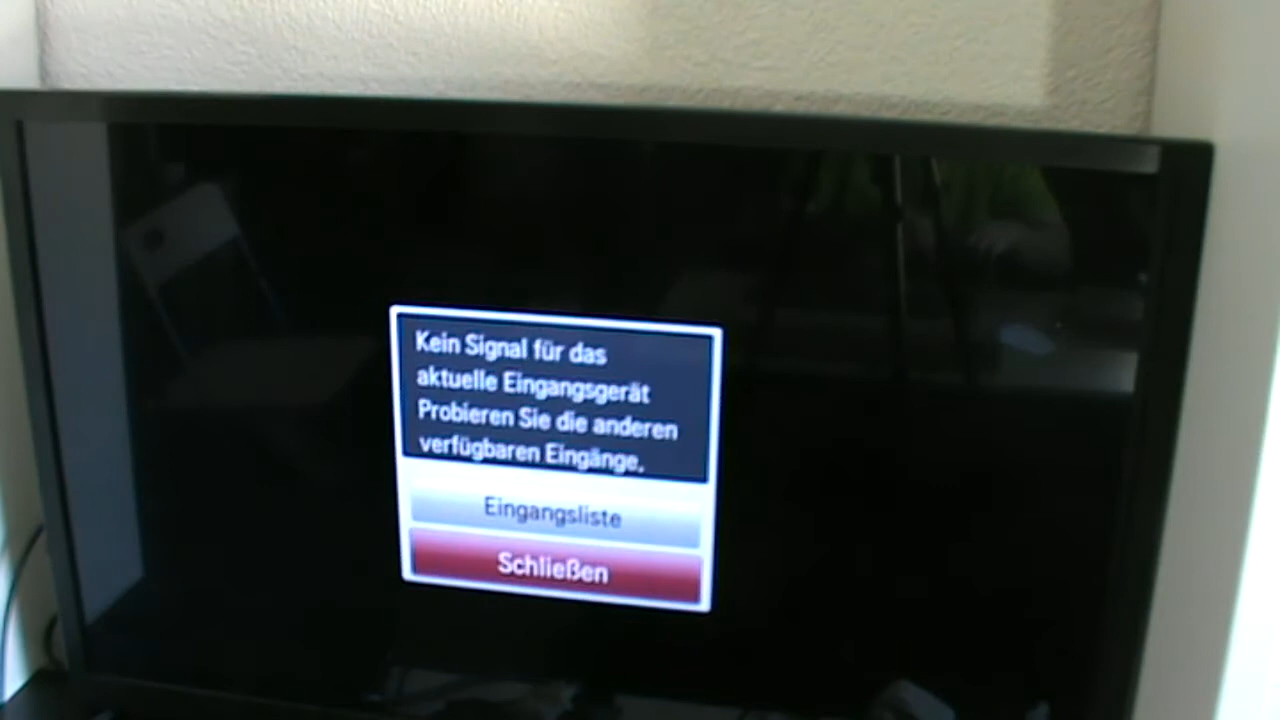 Kein Signal für das
aktuelle Eingangsgerät
Probieren Sie die anderen
verfügbaren Eingänge.
Eingangsliste
Schließen